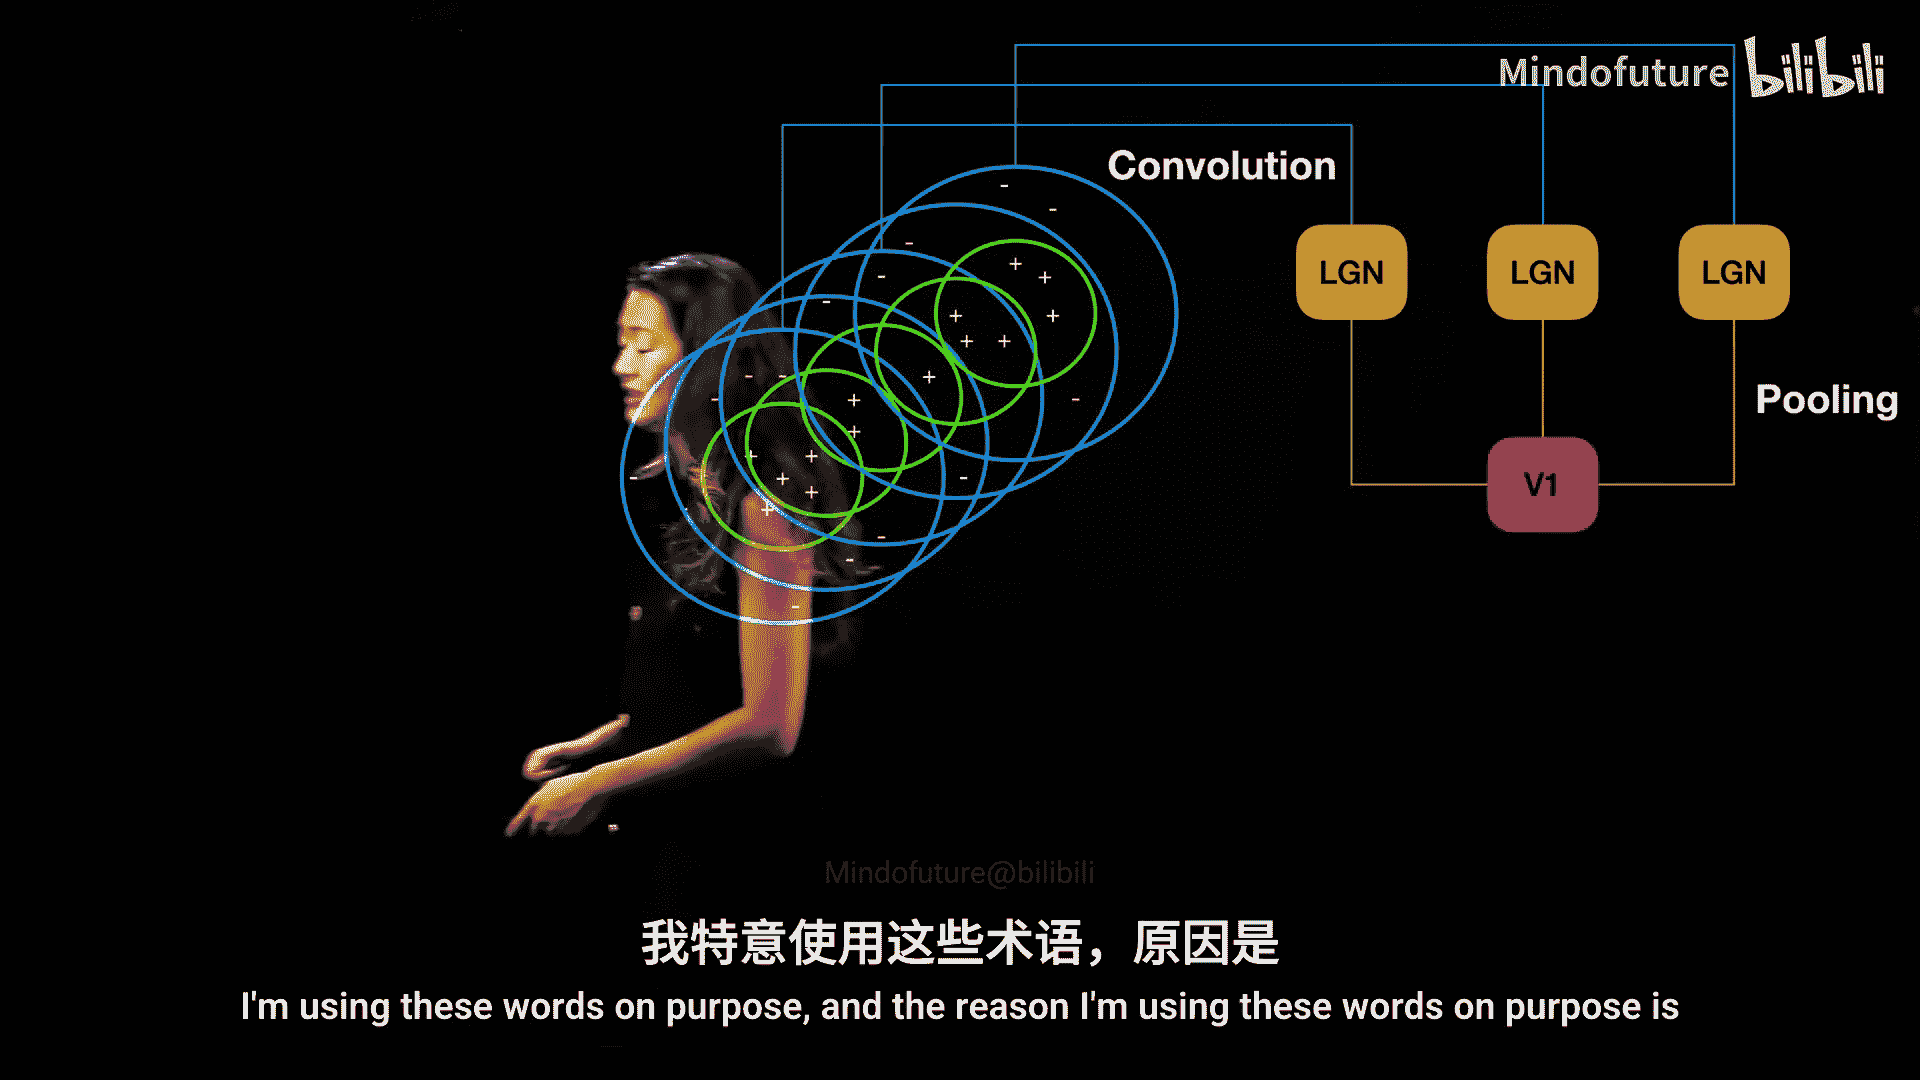 Mindofuture bilibili
Convolution
LGN LGN LGN
Pooling
V1
Mindofuture@bilibili
我特意使用这些术语，原因是
I'm using these words on purpose, and the reason I'm using these words on purpose is